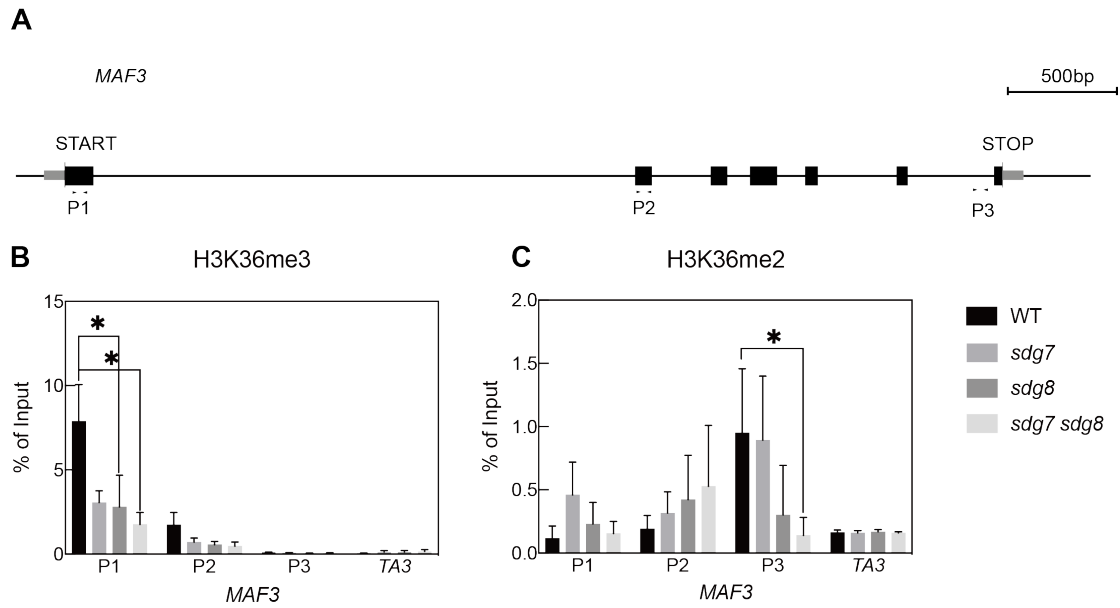 A
MAF3
500bp
START
STOP
P1
P2
P3
B
H3K36me3
15
10
5
0
% of Input
*
*
P1
P2
P3
TA3
MAF3
C
H3K36me2
2.0
1.5
1.0
0.5
0.0
% of Input
*
P1
P2
P3
TA3
MAF3
WT
sdg7
sdg8
sdg7 sdg8